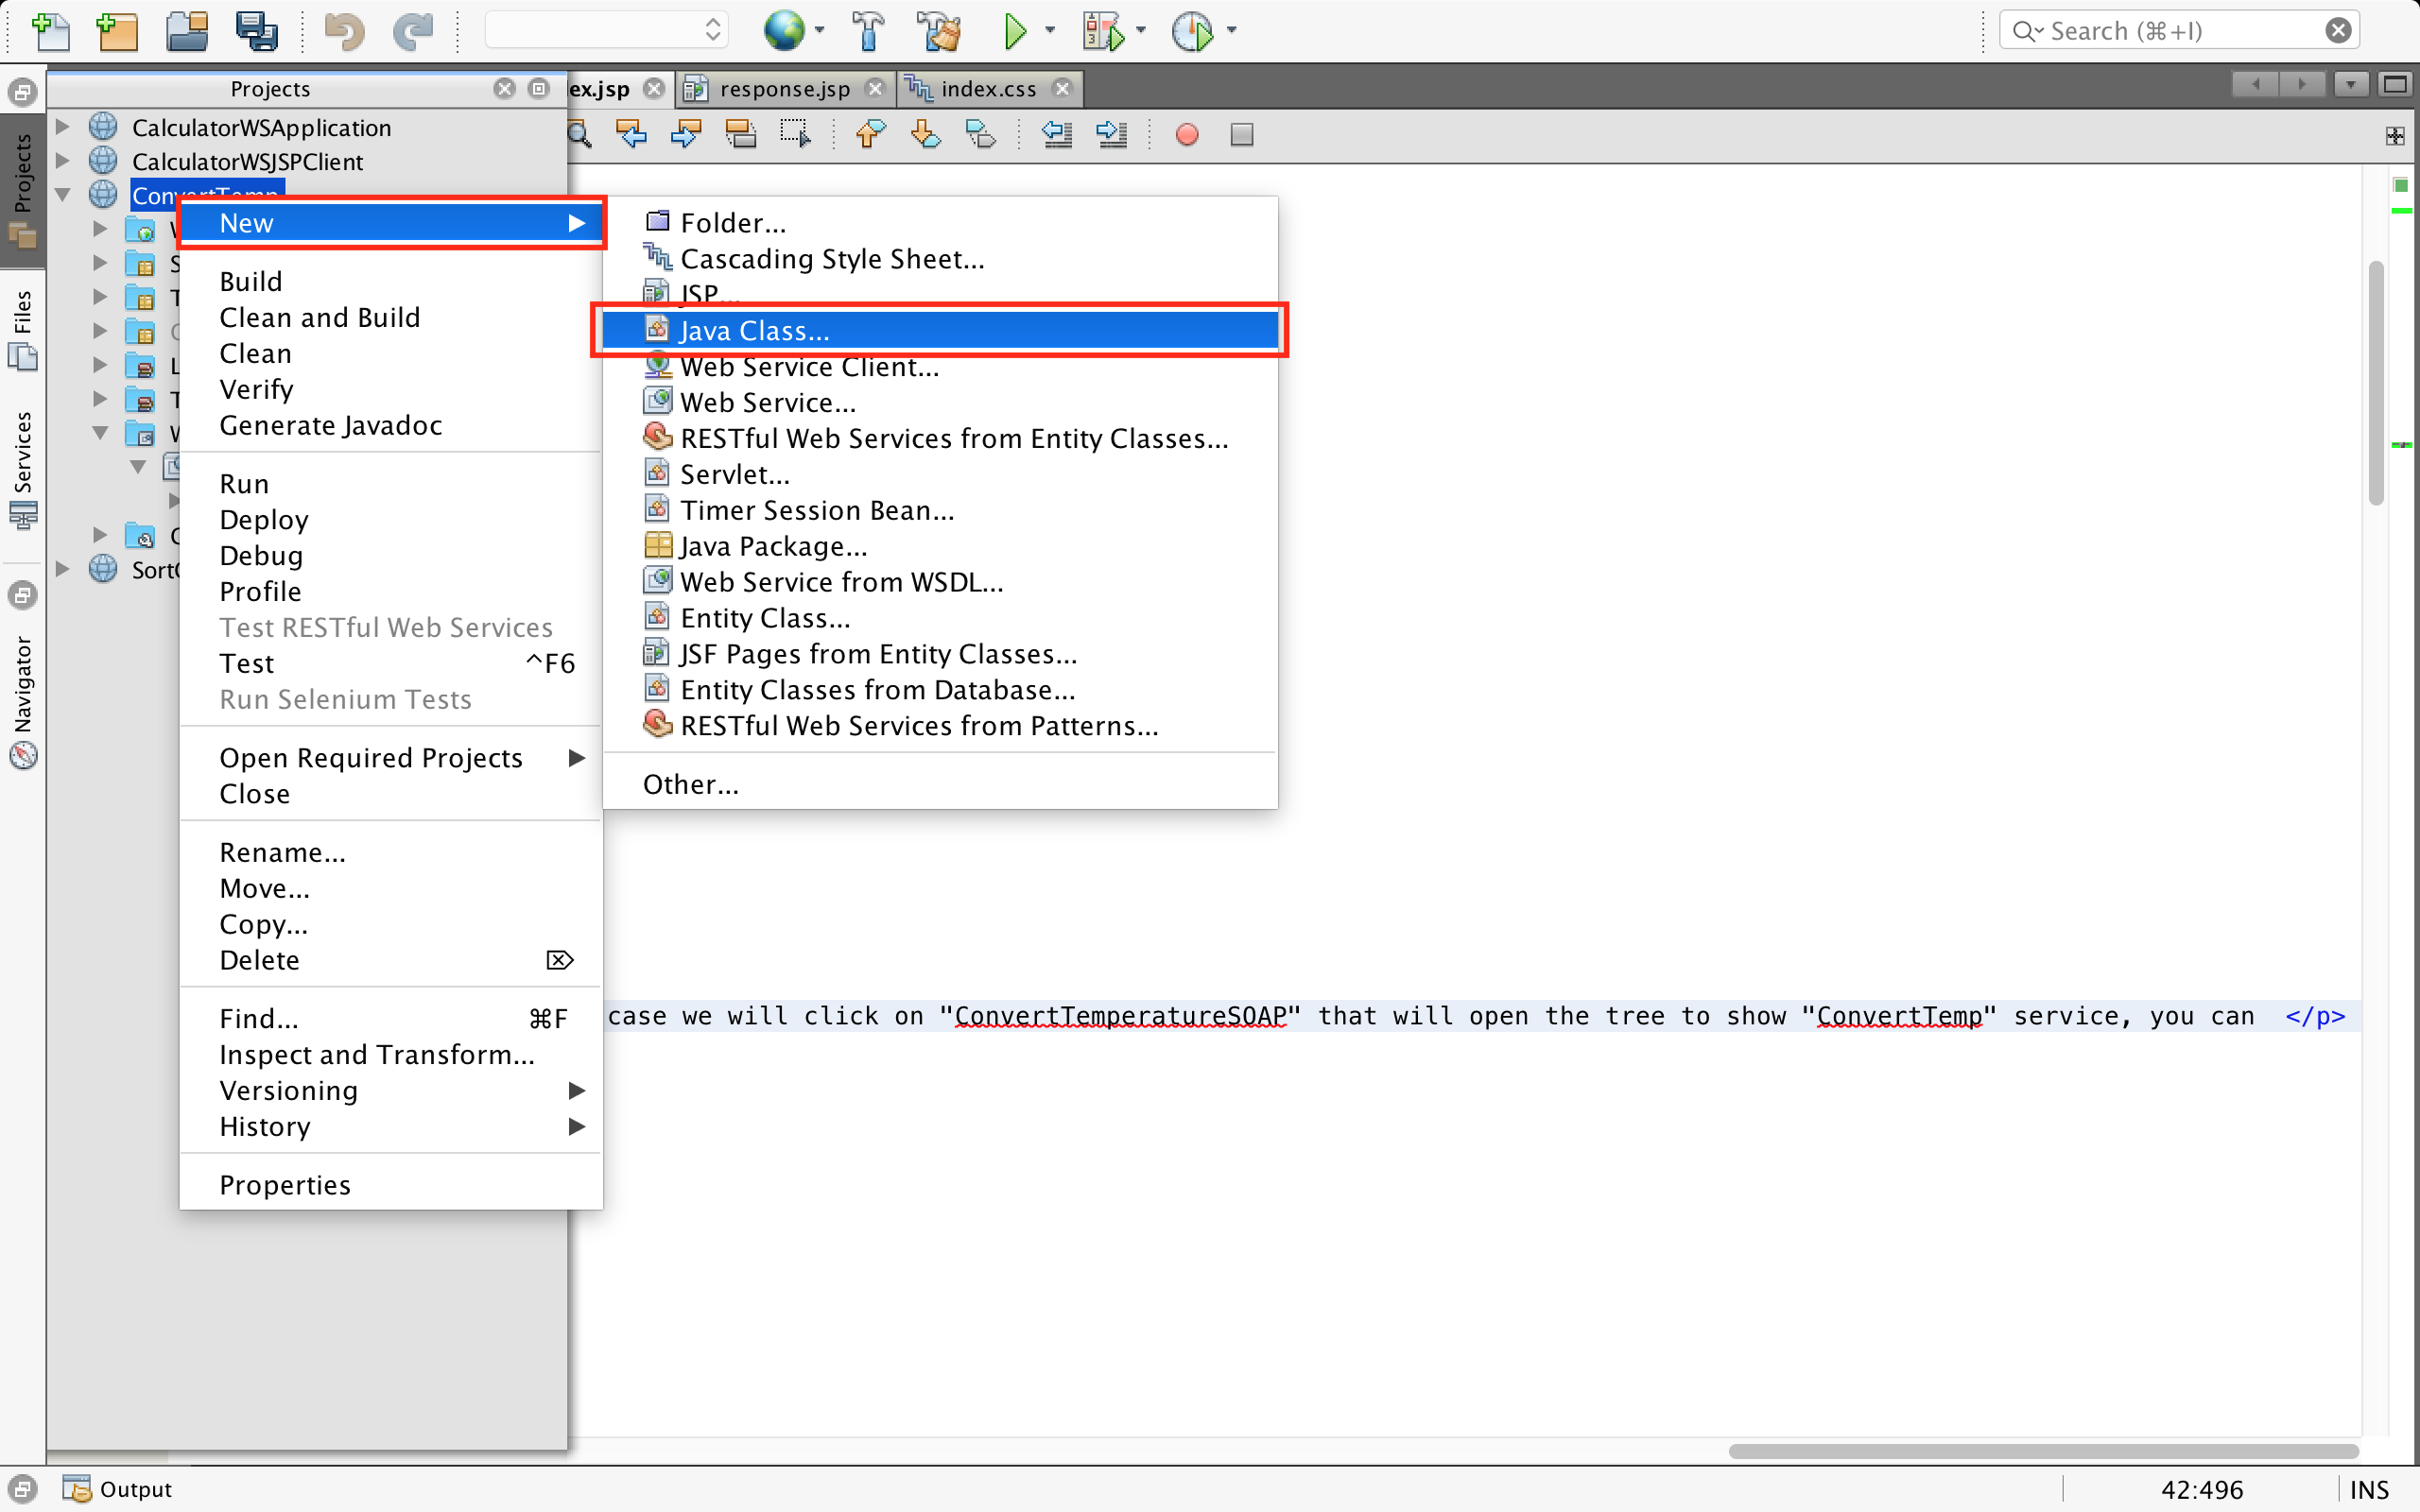 Search (⌘+I)
Projects
ex.jsp
response.jsp
index.css
Projects
Files
Services
Navigator
CalculatorWSApplication
CalculatorWSJSPClient
ConvertTemp
New
Build
Clean and Build
Clean
Verify
Generate Javadoc
Run
Deploy
Debug
Profile
Test RESTful Web Services
Test ^F6
Run Selenium Tests
Open Required Projects
Close
Rename...
Move...
Copy...
Delete
Find... ⌘F
Inspect and Transform...
Versioning
History
Properties
Folder...
Cascading Style Sheet...
JSP...
Java Class...
Web Service Client...
Web Service...
RESTful Web Services from Entity Classes...
Servlet...
Timer Session Bean...
Java Package...
Web Service from WSDL...
Entity Class...
JSF Pages from Entity Classes...
Entity Classes from Database...
RESTful Web Services from Patterns...
Other...
case we will click on "ConvertTemperatureSOAP" that will open the tree to show "ConvertTemp" service, you can </p>
Output
42:496
INS